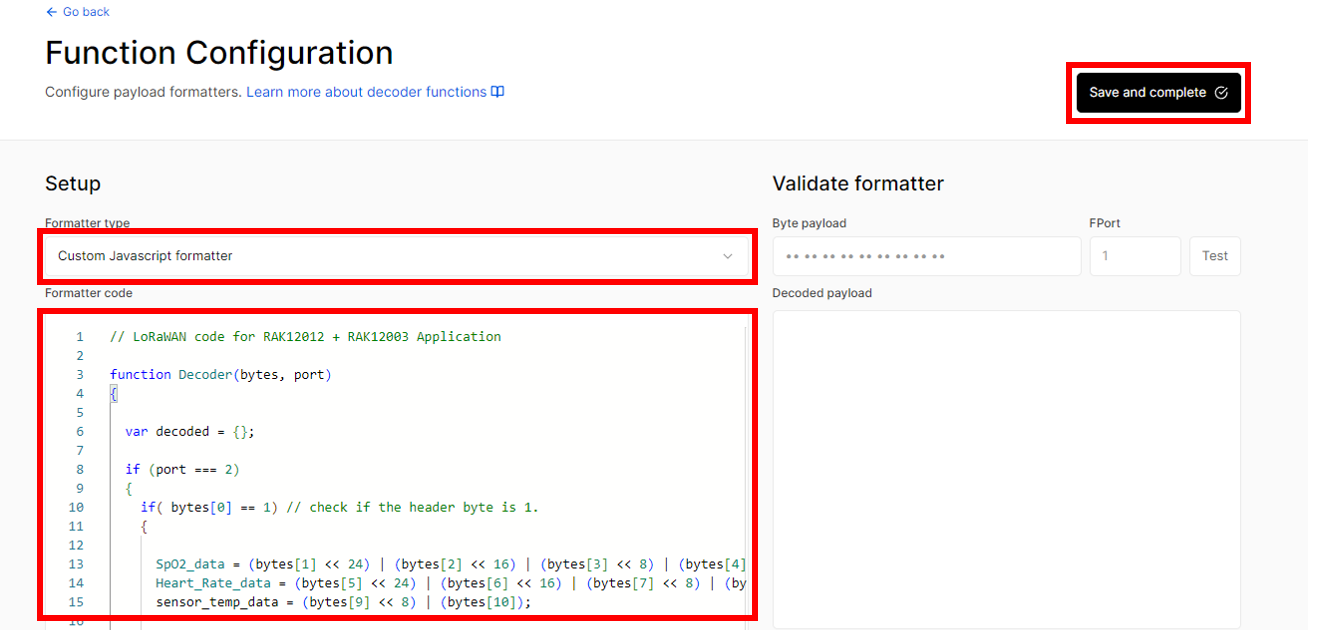 Go back
Function Configuration
Configure payload formatters. Learn more about decoder functions
Save and complete
Setup
Formatter type
Custom Javascript formatter
Formatter code
1 // LoRaWAN code for RAK12012 + RAK12003 Application
2
3 function Decoder(bytes, port)
4 {
5
6 var decoded = {};
7
8 if (port === 2)
9 {
10 if( bytes[0] == 1) // check if the header byte is 1.
11 {
12
13 SpO2_data = (bytes[1] << 24) | (bytes[2] << 16) | (bytes[3] << 8) | (bytes[4]
14 Heart_Rate_data = (bytes[5] << 24) | (bytes[6] << 16) | (bytes[7] << 8) | (by
15 sensor_temp_data = (bytes[9] << 8) | (bytes[10]);
16
Validate formatter
Byte payload
FPort
•• •• •• •• •• •• •• •• ••
1
Test
Decoded payload